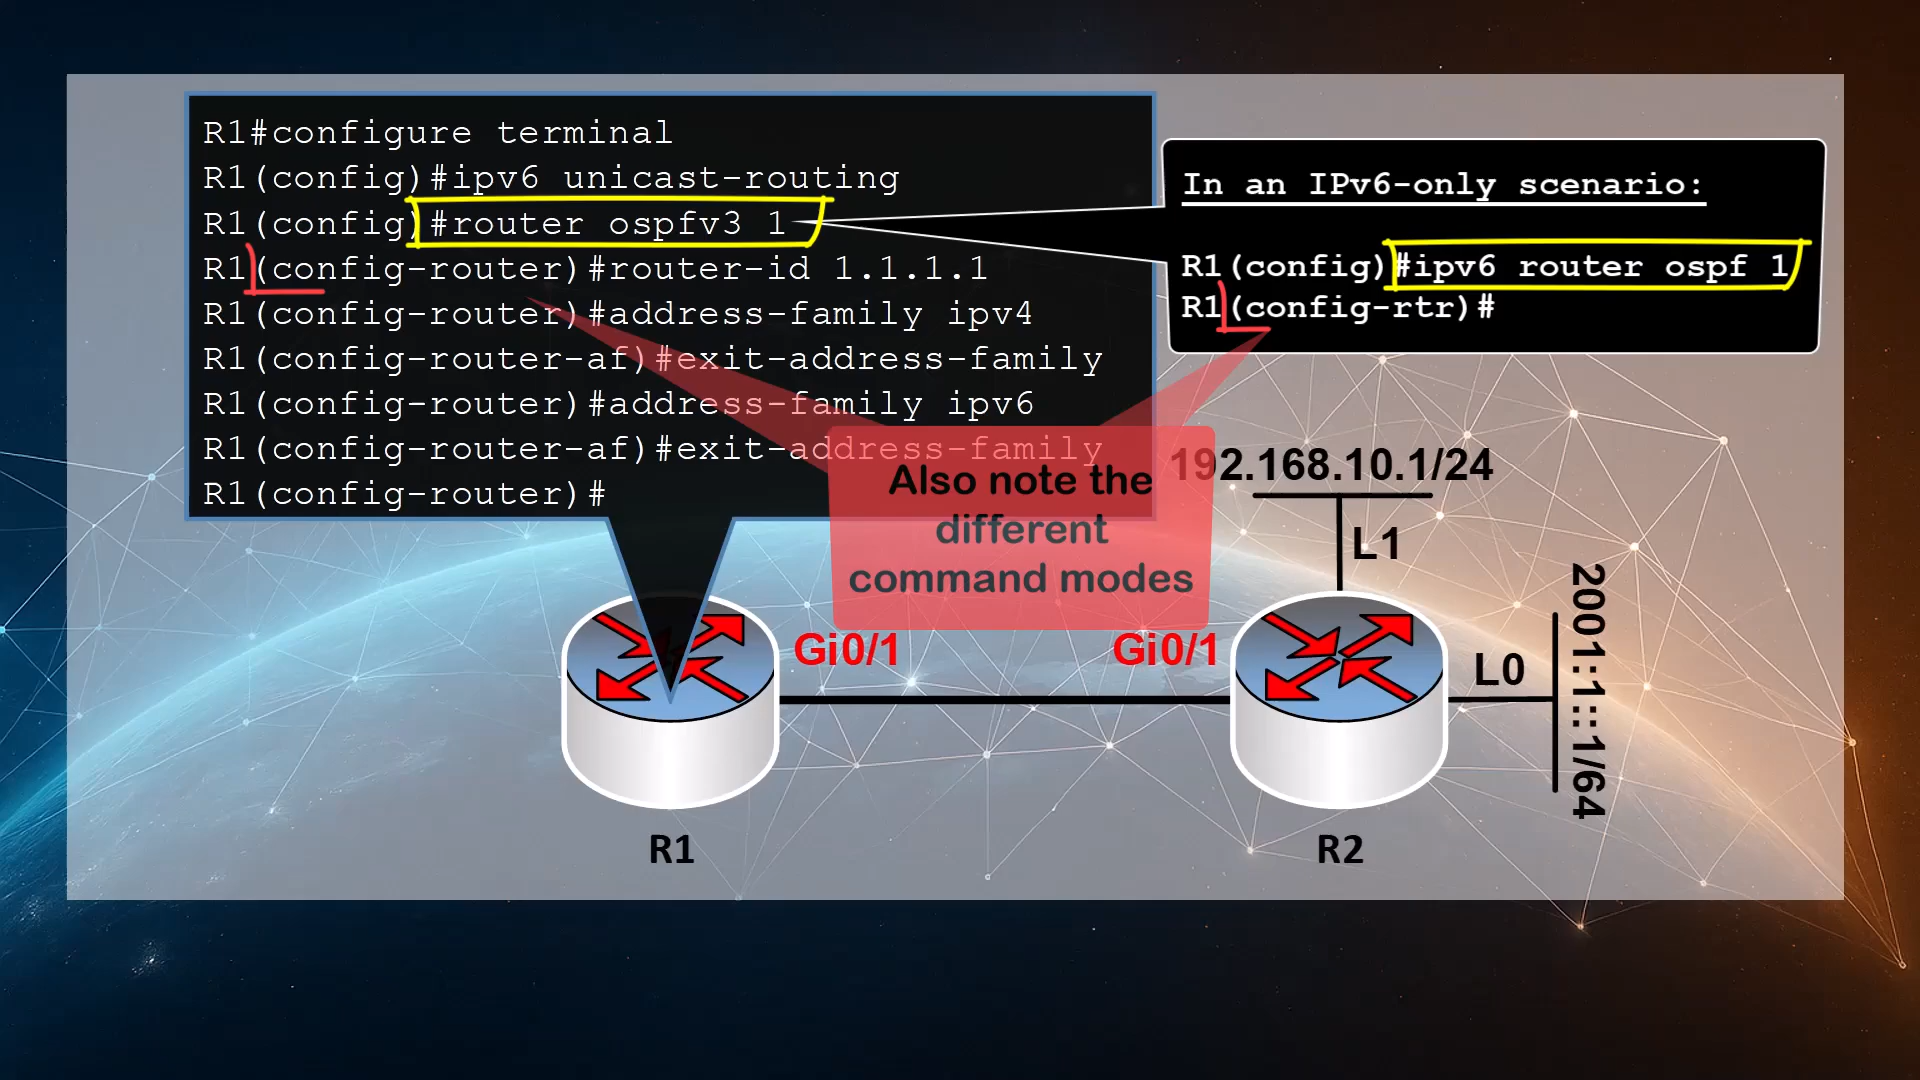 R1#configure terminal
R1(config)#ipv6 unicast-routing
R1(config)#router ospfv3 1
R1(config-router)#router-id 1.1.1.1
R1(config-router)#address-family ipv4
R1(config-router-af)#exit-address-family
R1(config-router)#address-family ipv6
R1(config-router-af)#exit-address-family
R1(config-router)#
In an IPv6-only scenario:
R1(config)#ipv6 router ospf 1
R1(config-rtr)#
Also note the
different
command modes
192.168.10.1/24
L1
Gi0/1
Gi0/1
L0
2001:1::1/64
R1
R2